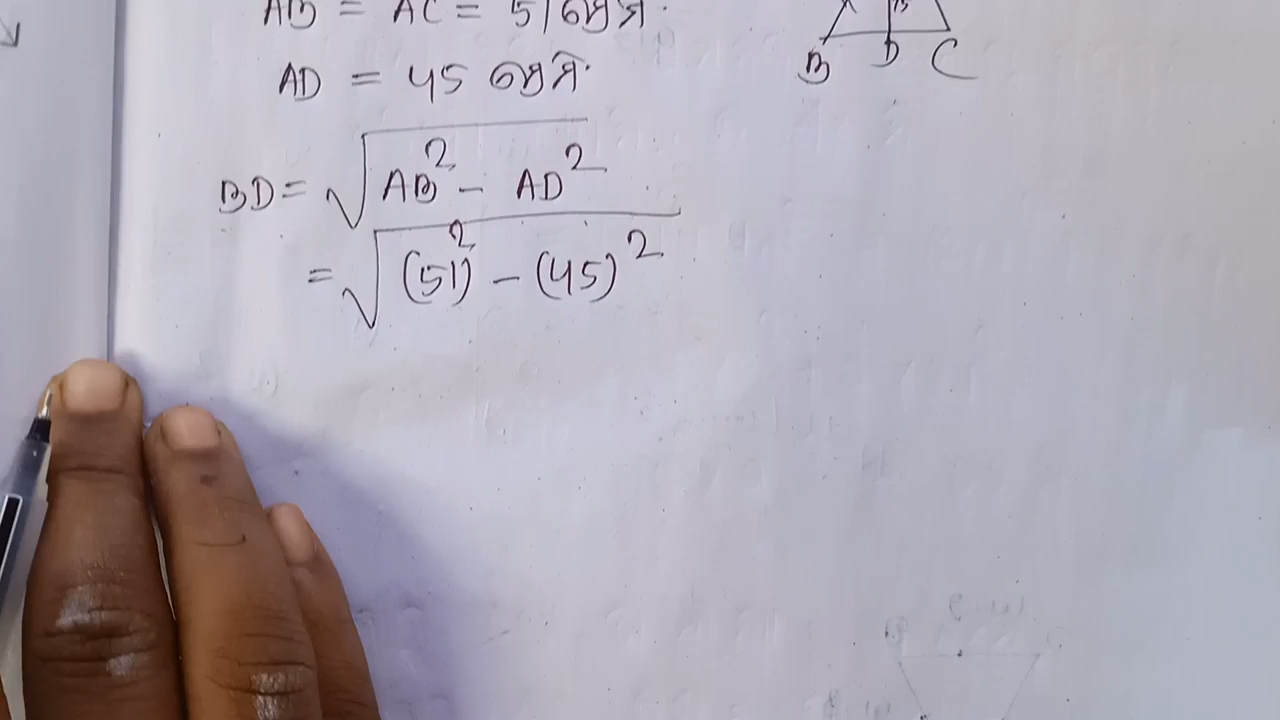 AB = AC = 51 ସେମି.
B D C
AD = 45 ସେମି.
BD = √AB² - AD²
= √(51)² - (45)²